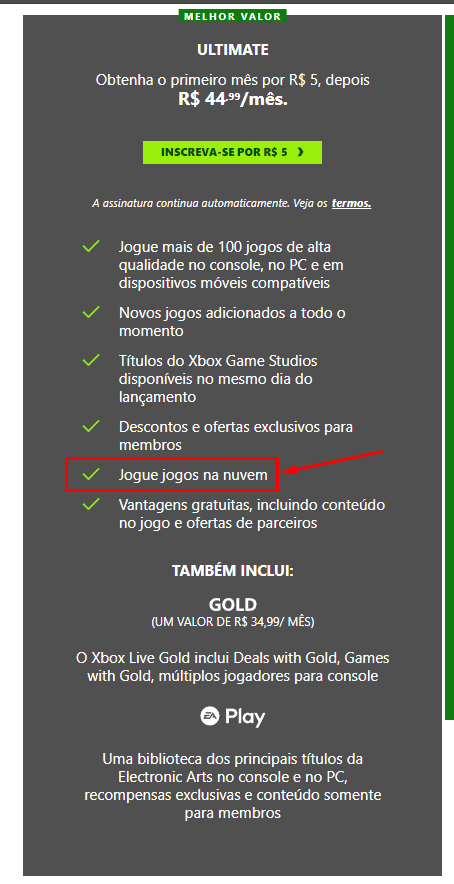 MELHOR VALOR
ULTIMATE
Obtenha o primeiro mês por R$ 5, depois
R$ 44,99/mês.
INSCREVA-SE POR R$ 5 ❯
A assinatura continua automaticamente. Veja os termos.
Jogue mais de 100 jogos de alta
qualidade no console, no PC e em
dispositivos móveis compatíveis
Novos jogos adicionados a todo o
momento
Títulos do Xbox Game Studios
disponíveis no mesmo dia do
lançamento
Descontos e ofertas exclusivos para
membros
Jogue jogos na nuvem
Vantagens gratuitas, incluindo conteúdo
no jogo e ofertas de parceiros
TAMBÉM INCLUI:
GOLD
(UM VALOR DE R$ 34,99/ MÊS)
O Xbox Live Gold inclui Deals with Gold, Games
with Gold, múltiplos jogadores para console
EA Play
Uma biblioteca dos principais títulos da
Electronic Arts no console e no PC,
recompensas exclusivas e conteúdo somente
para membros